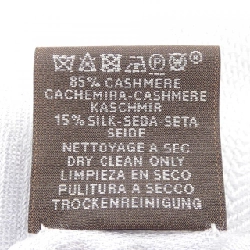 85% CASHMERE
CACHEMIRA-CASHMERE
KASCHMIR
15% SILK-SEDA SETA
SEIDE
NETTOYAGE A SEC
DRY CLEAN ONLY
LIMPIEZA EN SECO
PULITURA A SECCO
TROCKENREINIGUNG